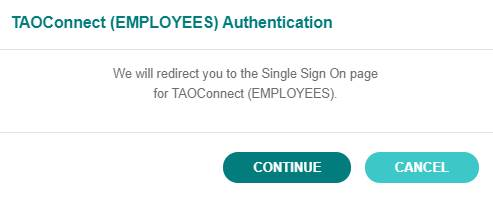 TAOConnect (EMPLOYEES) Authentication
We will redirect you to the Single Sign On page
for TAOConnect (EMPLOYEES).
CONTINUE
CANCEL